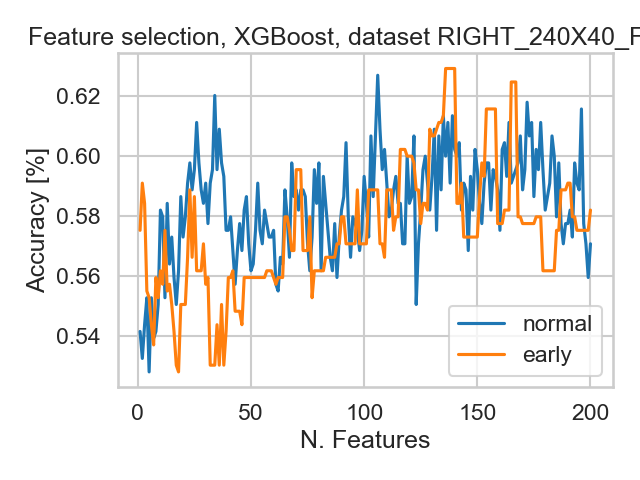 Feature selection, XGBoost, dataset RIGHT_240X40_F
Accuracy [%]
0.62
0.60
0.58
0.56
0.54
0
50
100
150
200
N. Features
normal
early